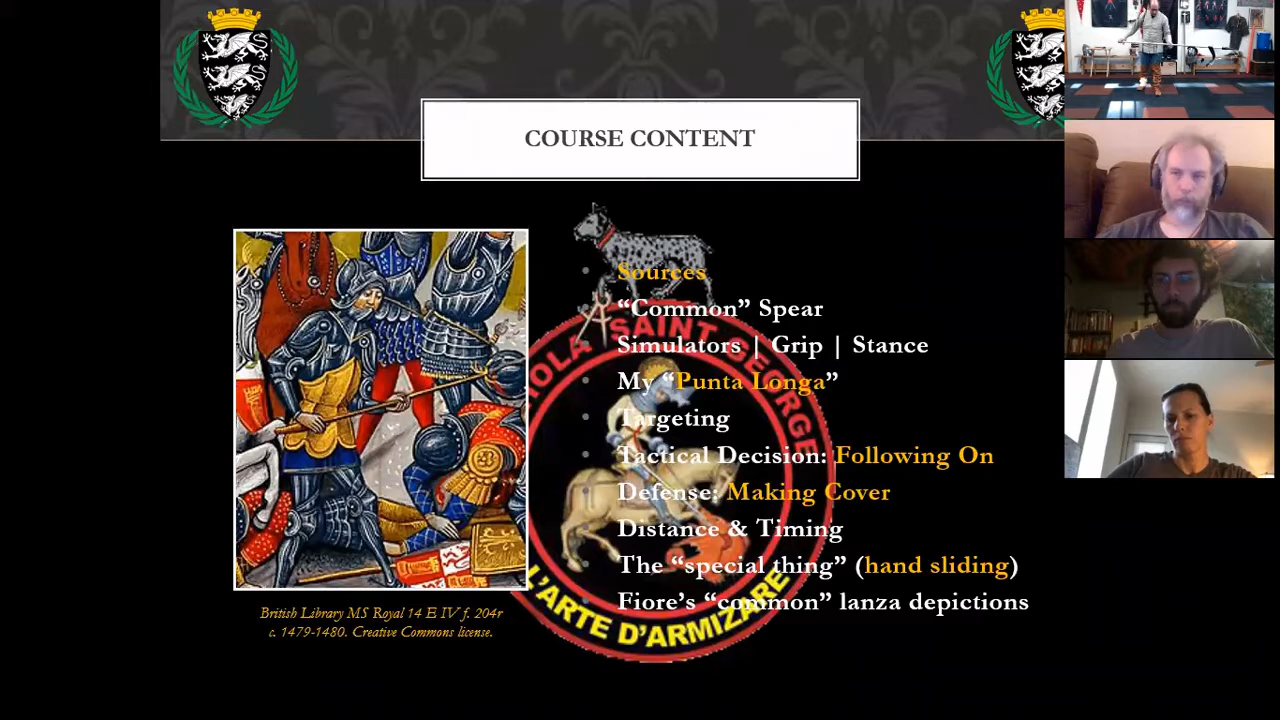 COURSE CONTENT
Sources
“Common” Spear
Simulators | Grip | Stance
My “Punta Longa”
Targeting
Tactical Decision: Following On
Defense: Making Cover
Distance & Timing
The “special thing” (hand sliding)
Fiore’s “common” lanza depictions
SAINT GEORGE
L'ARTE D'ARMIZARE
British Library MS Royal 14 E IV f. 204r
c. 1479-1480. Creative Commons license.